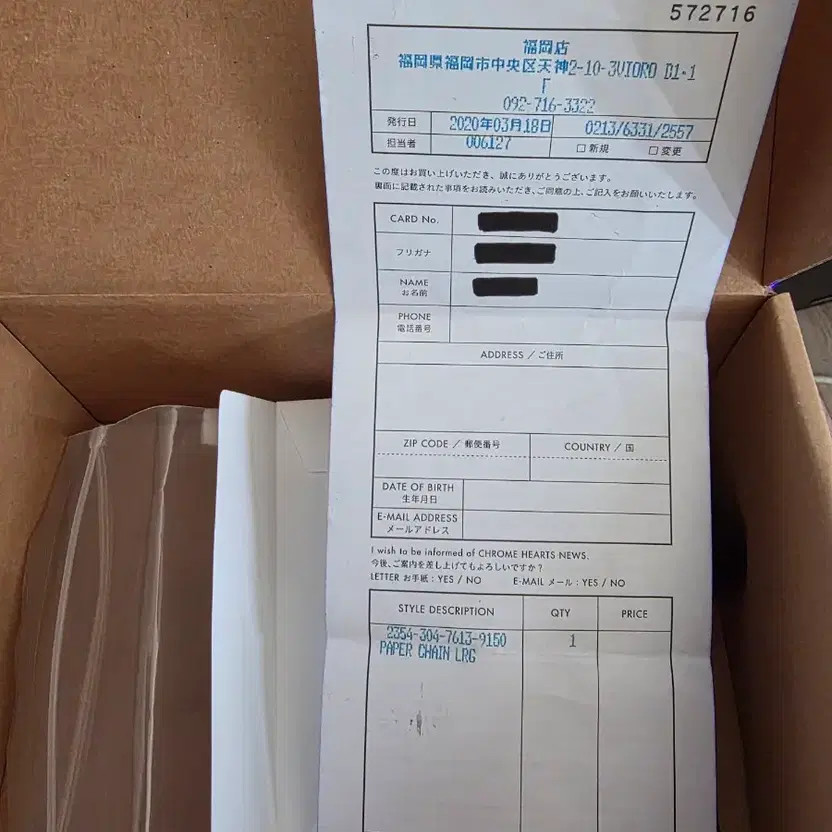 572716
福岡店
福岡県福岡市中央区天神2-10-3VIORO B1・1
F
092-716-3322
発行日 2020年03月18日 0213/6331/2557
担当者 006127 □ 新規 □ 変更
この度はお買い上げいただき、誠にありがとうございます。
裏面に記載された事項をお読みいただき、ご同意の上、ご記入をお願いいたします。
CARD No.
フリガナ
NAME
お名前
PHONE
電話番号
ADDRESS / ご住所
ZIP CODE / 郵便番号 COUNTRY / 国
DATE OF BIRTH
生年月日
E-MAIL ADDRESS
メールアドレス
I wish to be informed of CHROME HEARTS NEWS.
今後、ご案内を差し上げてもよろしいですか？
LETTER お手紙 : YES / NO E-MAIL メール : YES / NO
STYLE DESCRIPTION QTY PRICE
2354-304-7613-9150 1
PAPER CHAIN LRG